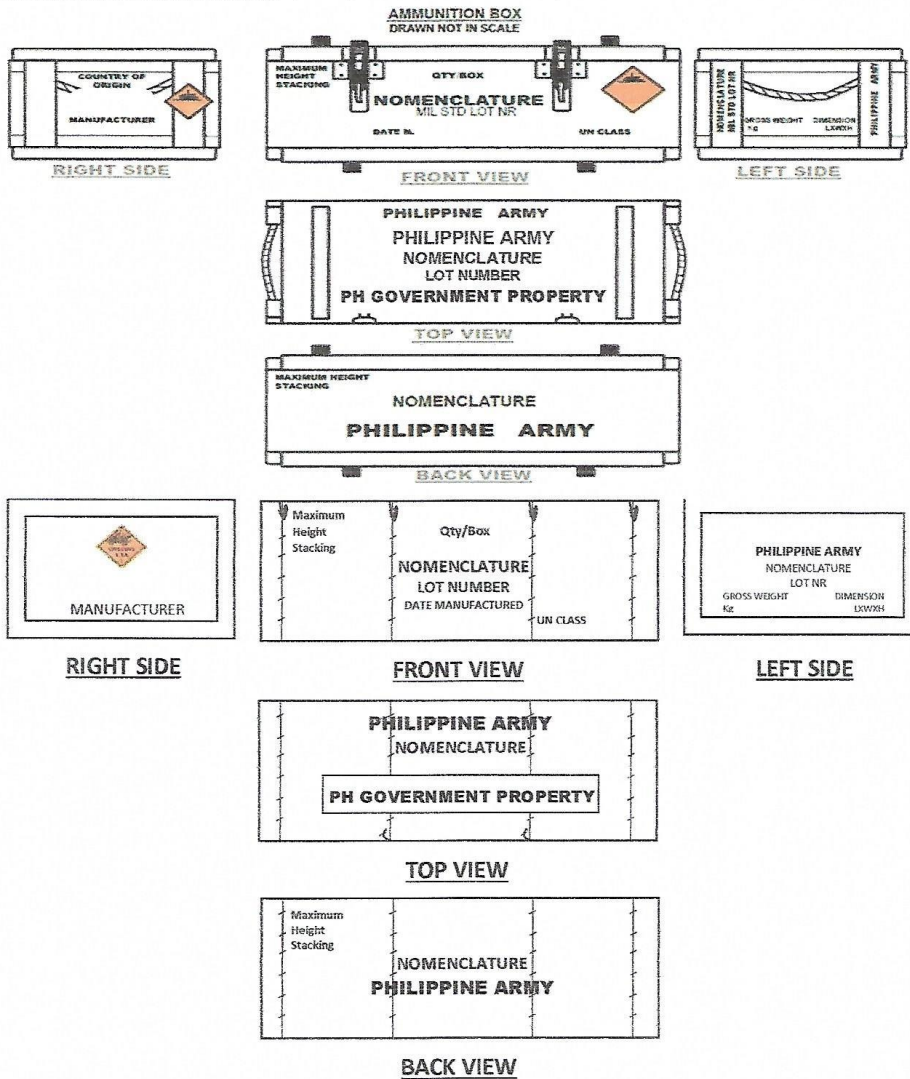 AMMUNITION BOX
DRAWN NOT IN SCALE
COUNTRY OF
ORIGIN
MANUFACTURER
RIGHT SIDE
MAXIMUM
HEIGHT
STACKING
QTY/BOX
NOMENCLATURE
MIL STD LOT NR
DATE M.
UN CLASS
FRONT VIEW
NOMENCLATURE
MIL STD LOT NR
GROSS WEIGHT
Kg
DIMENSION
LXWXH
PHILIPPINE ARMY
LEFT SIDE
PHILIPPINE ARMY
PHILIPPINE ARMY
NOMENCLATURE
LOT NUMBER
PH GOVERNMENT PROPERTY
TOP VIEW
MAXIMUM HEIGHT
STACKING
NOMENCLATURE
PHILIPPINE ARMY
BACK VIEW
MANUFACTURER
RIGHT SIDE
Maximum
Height
Stacking
Qty/Box
NOMENCLATURE
LOT NUMBER
DATE MANUFACTURED
UN CLASS
FRONT VIEW
PHILIPPINE ARMY
NOMENCLATURE
LOT NR
GROSS WEIGHT DIMENSION
Kg LXWXH
LEFT SIDE
PHILIPPINE ARMY
NOMENCLATURE
PH GOVERNMENT PROPERTY
TOP VIEW
Maximum
Height
Stacking
NOMENCLATURE
PHILIPPINE ARMY
BACK VIEW